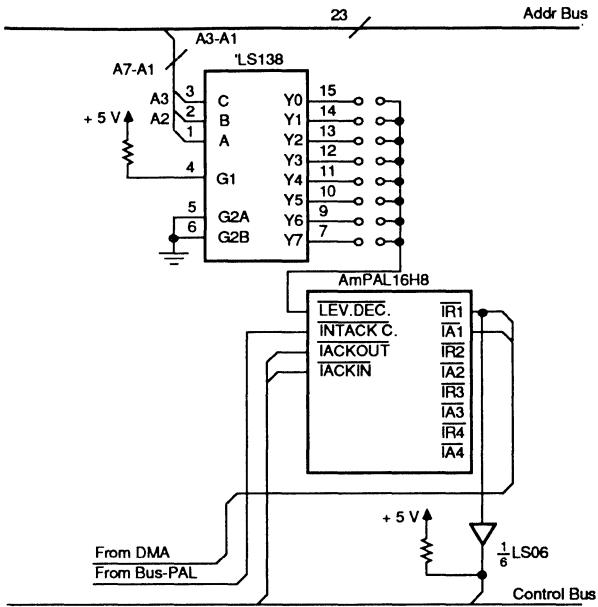 23
Addr Bus
A3-A1
A7-A1
'LS138
A3 3 C Y0 15
A2 2 B Y1 14
+ 5 V 1 A Y2 13
Y3 12
4 G1 Y4 11
Y5 10
5 G2A Y6 9
6 G2B Y7 7
AmPAL16H8
LEV.DEC. IR1
INTACK C. IA1
IACKOUT IR2
IACKIN IA2
IR3
IA3
IR4
IA4
+ 5 V
1/6 LS06
From DMA
From Bus-PAL
Control Bus